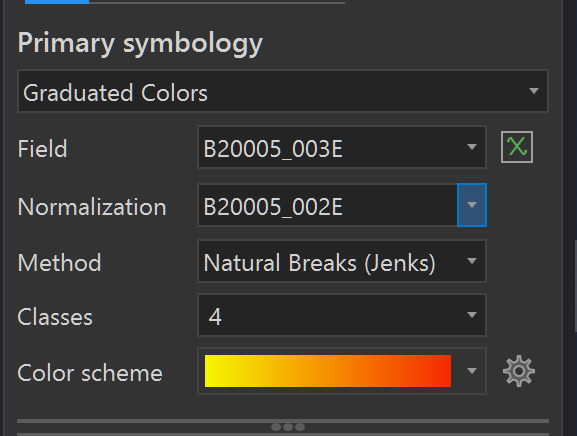 Primary symbology
Graduated Colors
Field B20005_003E
Normalization B20005_002E
Method Natural Breaks (Jenks)
Classes 4
Color scheme